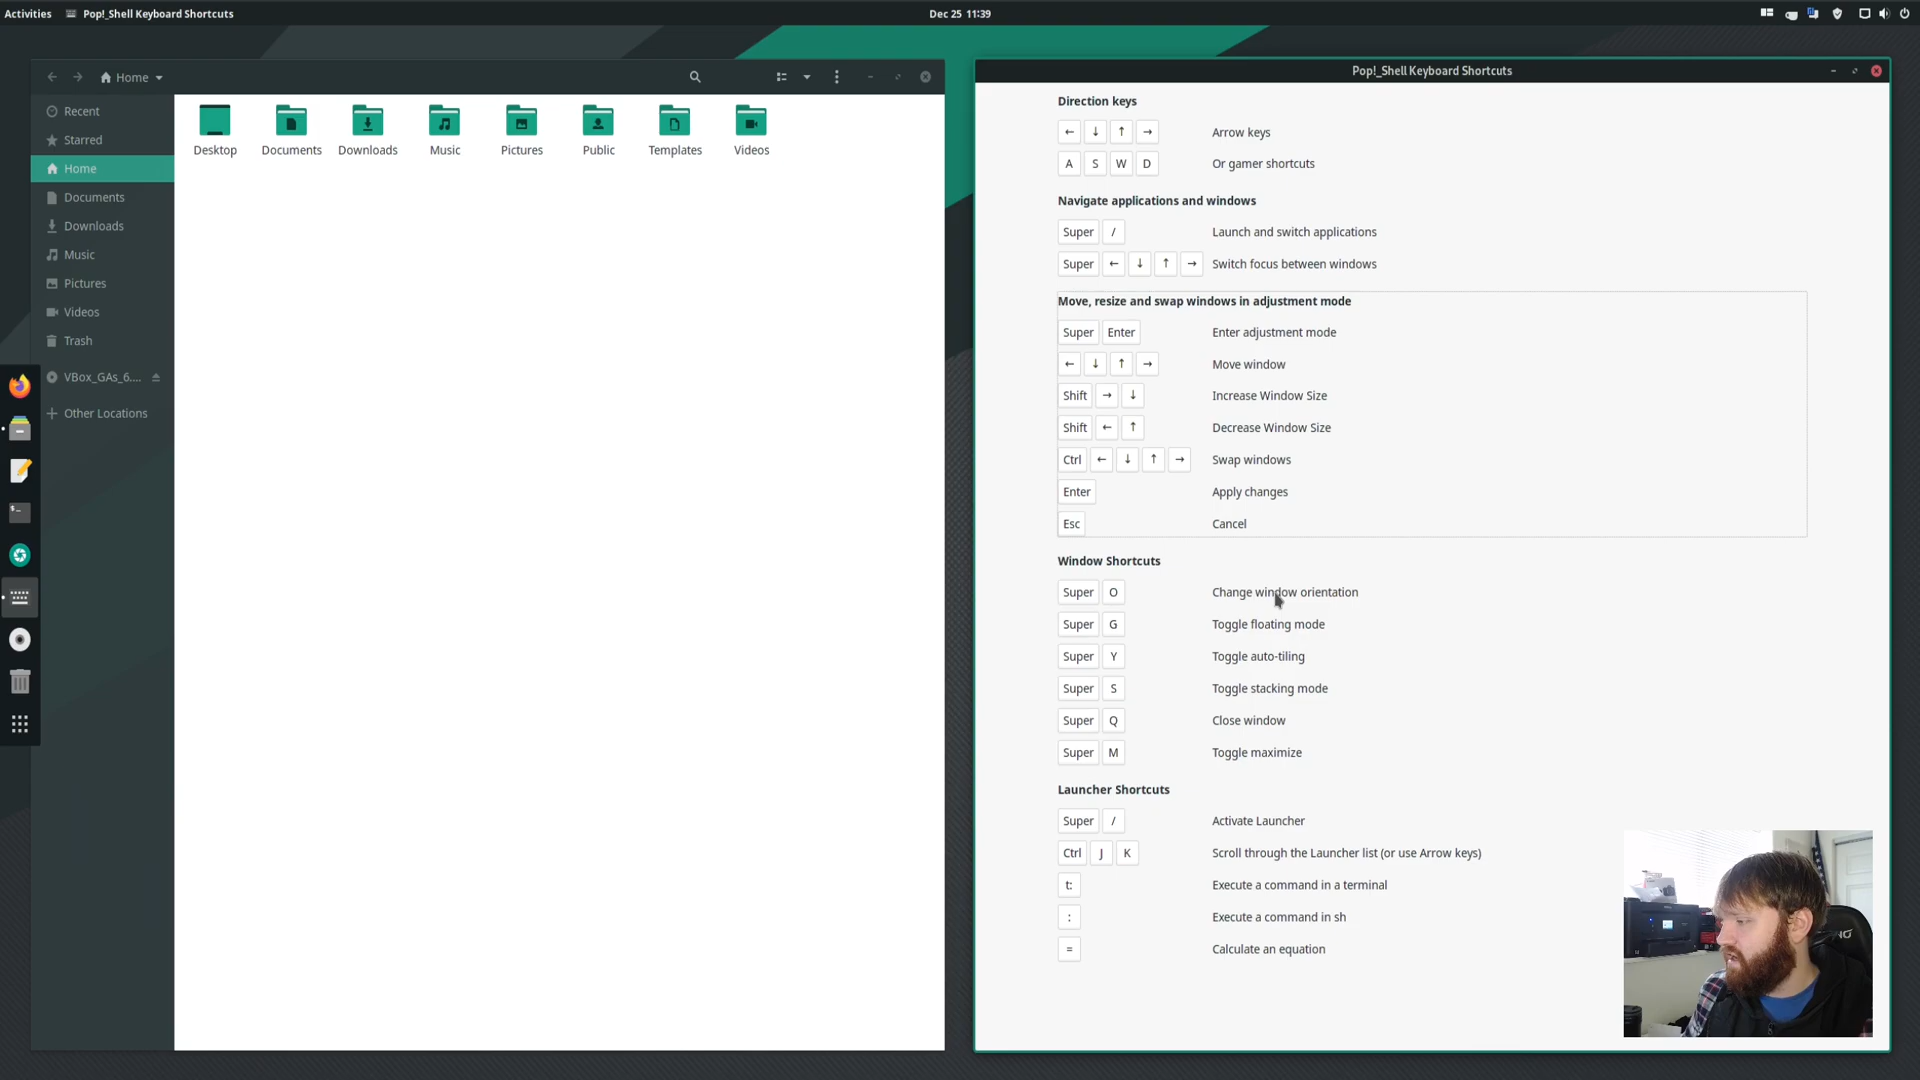 Activities Pop!_Shell Keyboard Shortcuts Dec 25 11:39
Home
Recent
Starred
Home
Documents
Downloads
Music
Pictures
Videos
Trash
VBox_GAs_6....
Other Locations
Desktop Documents Downloads Music Pictures Public Templates Videos
Pop!_Shell Keyboard Shortcuts
Direction keys
← ↓ ↑ → Arrow keys
A S W D Or gamer shortcuts
Navigate applications and windows
Super / Launch and switch applications
Super ← ↓ ↑ → Switch focus between windows
Move, resize and swap windows in adjustment mode
Super Enter Enter adjustment mode
← ↓ ↑ → Move window
Shift → ↓ Increase Window Size
Shift ← ↑ Decrease Window Size
Ctrl ← ↓ ↑ → Swap windows
Enter Apply changes
Esc Cancel
Window Shortcuts
Super O Change window orientation
Super G Toggle floating mode
Super Y Toggle auto-tiling
Super S Toggle stacking mode
Super Q Close window
Super M Toggle maximize
Launcher Shortcuts
Super / Activate Launcher
Ctrl J K Scroll through the Launcher list (or use Arrow keys)
t: Execute a command in a terminal
: Execute a command in sh
= Calculate an equation